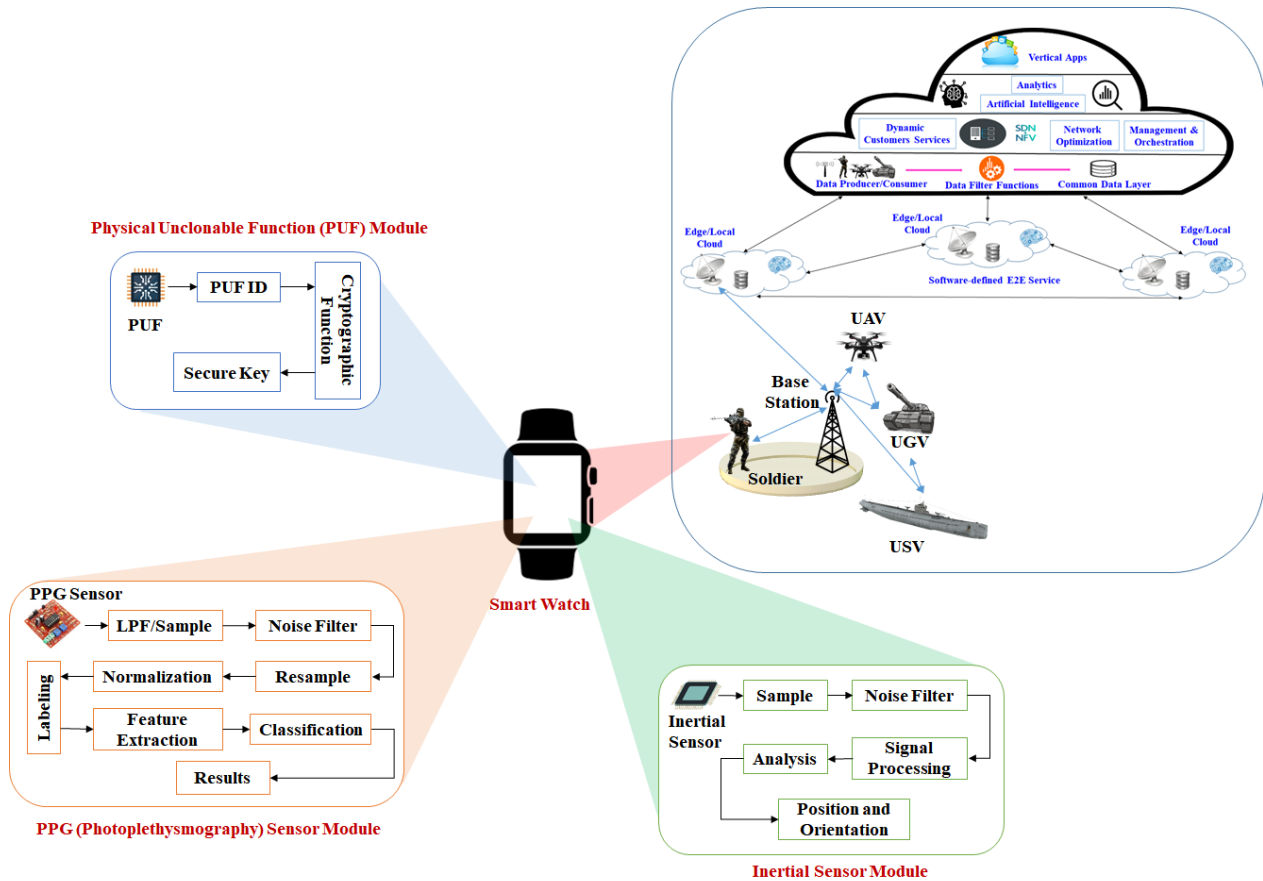 Vertical Apps
Analytics
Artificial Intelligence
Dynamic
Customers Services
SDN
NFV
Network
Optimization
Management &
Orchestration
Data Producer/Consumer
Data Filter Functions
Common Data Layer
Edge/Local
Cloud
Edge/Local
Cloud
Edge/Local
Cloud
Software-defined E2E Service
UAV
Base
Station
UGV
Soldier
USV
Physical Unclonable Function (PUF) Module
PUF
PUF ID
Cryptographic
Function
Secure Key
Smart Watch
PPG Sensor
LPF/Sample
Noise Filter
Resample
Normalization
Labeling
Feature
Extraction
Classification
Results
PPG (Photoplethysmography) Sensor Module
Inertial
Sensor
Sample
Noise Filter
Signal
Processing
Analysis
Position and
Orientation
Inertial Sensor Module